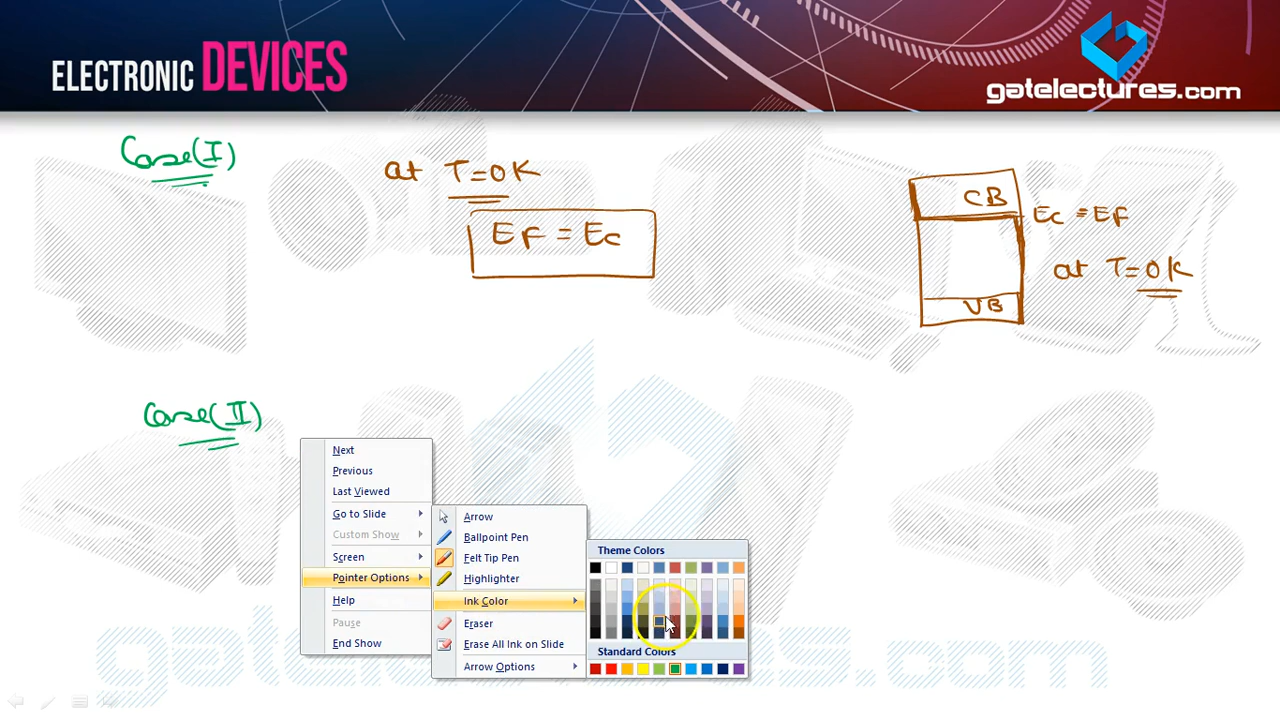 ELECTRONIC DEVICES
gatelectures.com
Case(I)
at T=0K
EF = Ec
CB
Ec = EF
at T=0K
VB
Case(II)
Next
Previous
Last Viewed
Go to Slide
Custom Show
Screen
Pointer Options
Help
Pause
End Show
Arrow
Ballpoint Pen
Felt Tip Pen
Highlighter
Ink Color
Eraser
Erase All Ink on Slide
Arrow Options
Theme Colors
Standard Colors
gatelectures.com